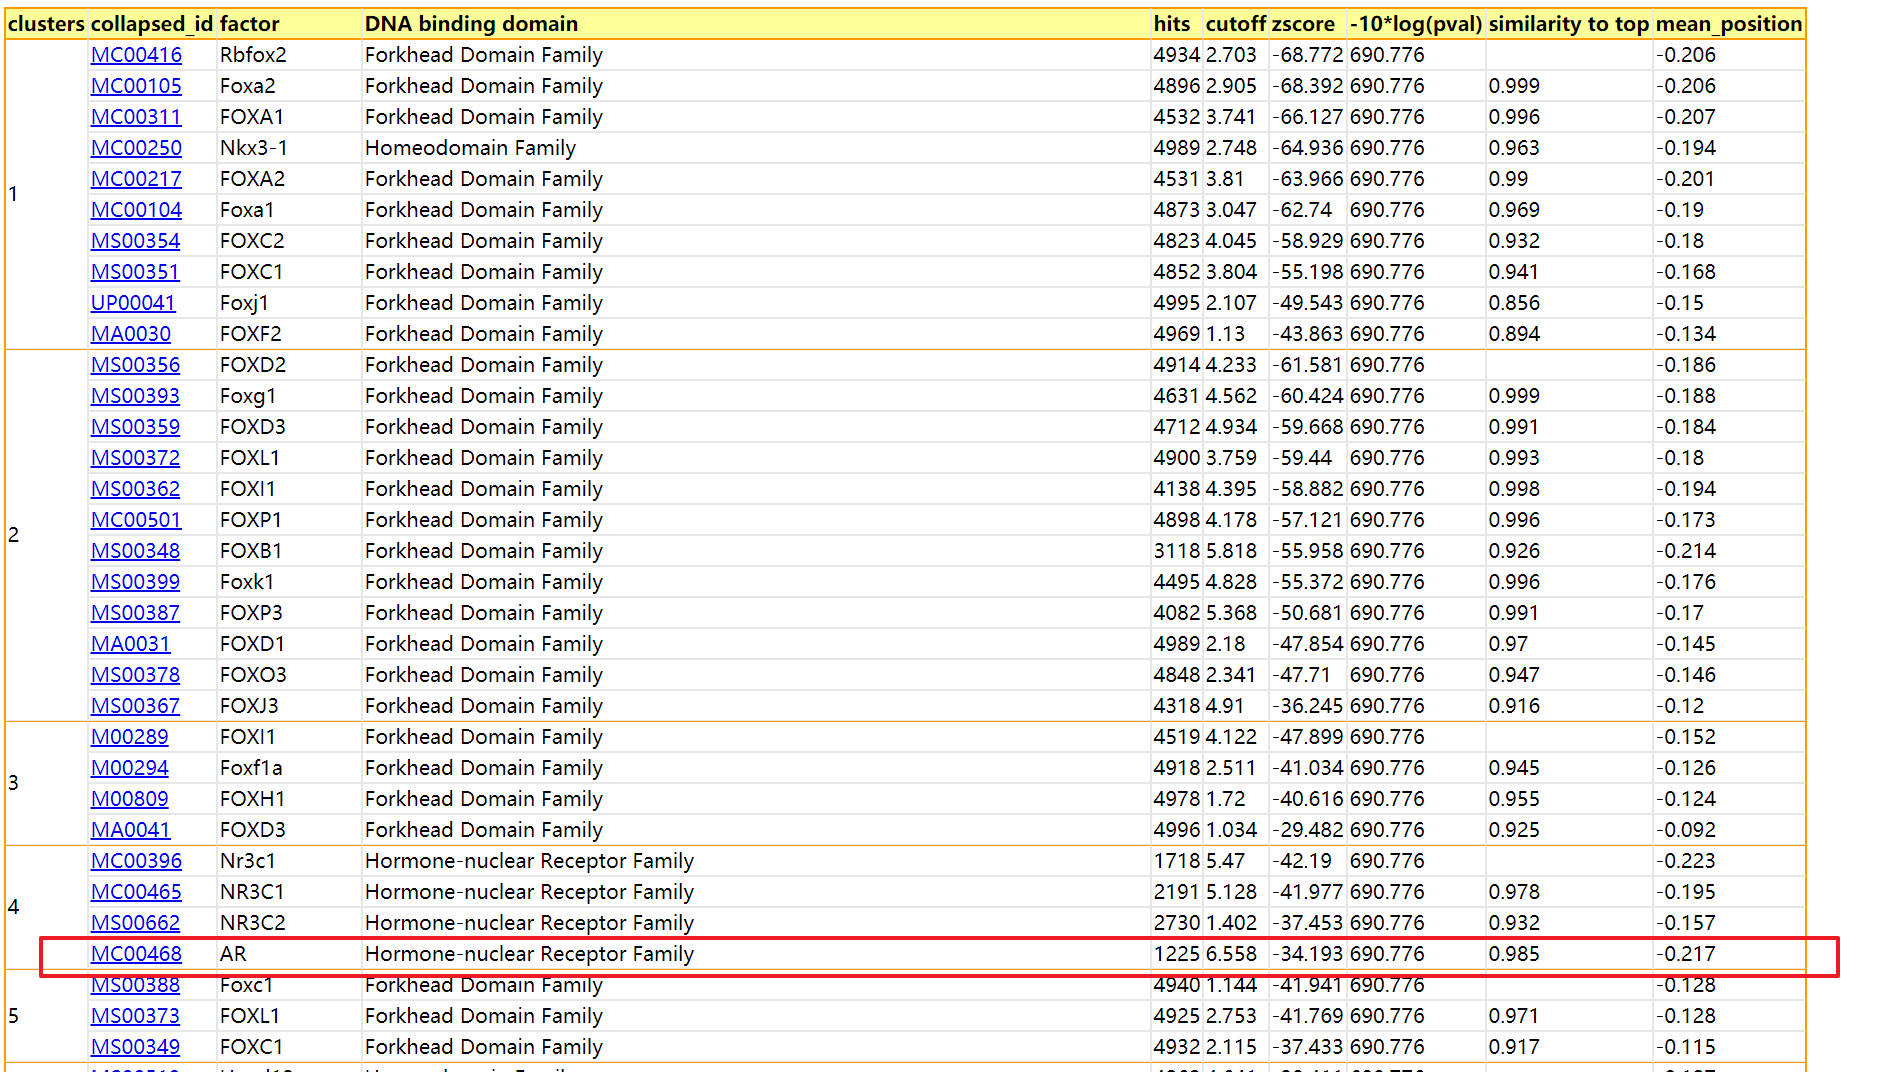 clusters collapsed_id factor DNA binding domain hits cutoff zscore -10*log(pval) similarity to top mean_position
1
MC00416 Rbfox2 Forkhead Domain Family 4934 2.703 -68.772 690.776 -0.206
MC00105 Foxa2 Forkhead Domain Family 4896 2.905 -68.392 690.776 0.999 -0.206
MC00311 FOXA1 Forkhead Domain Family 4532 3.741 -66.127 690.776 0.996 -0.207
MC00250 Nkx3-1 Homeodomain Family 4989 2.748 -64.936 690.776 0.963 -0.194
MC00217 FOXA2 Forkhead Domain Family 4531 3.81 -63.966 690.776 0.99 -0.201
MC00104 Foxa1 Forkhead Domain Family 4873 3.047 -62.74 690.776 0.969 -0.19
MS00354 FOXC2 Forkhead Domain Family 4823 4.045 -58.929 690.776 0.932 -0.18
MS00351 FOXC1 Forkhead Domain Family 4852 3.804 -55.198 690.776 0.941 -0.168
UP00041 Foxj1 Forkhead Domain Family 4995 2.107 -49.543 690.776 0.856 -0.15
MA0030 FOXF2 Forkhead Domain Family 4969 1.13 -43.863 690.776 0.894 -0.134
2
MS00356 FOXD2 Forkhead Domain Family 4914 4.233 -61.581 690.776 -0.186
MS00393 Foxg1 Forkhead Domain Family 4631 4.562 -60.424 690.776 0.999 -0.188
MS00359 FOXD3 Forkhead Domain Family 4712 4.934 -59.668 690.776 0.991 -0.184
MS00372 FOXL1 Forkhead Domain Family 4900 3.759 -59.44 690.776 0.993 -0.18
MS00362 FOXI1 Forkhead Domain Family 4138 4.395 -58.882 690.776 0.998 -0.194
MC00501 FOXP1 Forkhead Domain Family 4898 4.178 -57.121 690.776 0.996 -0.173
MS00348 FOXB1 Forkhead Domain Family 3118 5.818 -55.958 690.776 0.926 -0.214
MS00399 Foxk1 Forkhead Domain Family 4495 4.828 -55.372 690.776 0.996 -0.176
MS00387 FOXP3 Forkhead Domain Family 4082 5.368 -50.681 690.776 0.991 -0.17
MA0031 FOXD1 Forkhead Domain Family 4989 2.18 -47.854 690.776 0.97 -0.145
MS00378 FOXO3 Forkhead Domain Family 4848 2.341 -47.71 690.776 0.947 -0.146
MS00367 FOXJ3 Forkhead Domain Family 4318 4.91 -36.245 690.776 0.916 -0.12
3
M00289 FOXI1 Forkhead Domain Family 4519 4.122 -47.899 690.776 -0.152
M00294 Foxf1a Forkhead Domain Family 4918 2.511 -41.034 690.776 0.945 -0.126
M00809 FOXH1 Forkhead Domain Family 4978 1.72 -40.616 690.776 0.955 -0.124
MA0041 FOXD3 Forkhead Domain Family 4996 1.034 -29.482 690.776 0.925 -0.092
4
MC00396 Nr3c1 Hormone-nuclear Receptor Family 1718 5.47 -42.19 690.776 -0.223
MC00465 NR3C1 Hormone-nuclear Receptor Family 2191 5.128 -41.977 690.776 0.978 -0.195
MS00662 NR3C2 Hormone-nuclear Receptor Family 2730 1.402 -37.453 690.776 0.932 -0.157
MC00468 AR Hormone-nuclear Receptor Family 1225 6.558 -34.193 690.776 0.985 -0.217
5
MS00388 Foxc1 Forkhead Domain Family 4940 1.144 -41.941 690.776 -0.128
MS00373 FOXL1 Forkhead Domain Family 4925 2.753 -41.769 690.776 0.971 -0.128
MS00349 FOXC1 Forkhead Domain Family 4932 2.115 -37.433 690.776 0.917 -0.115